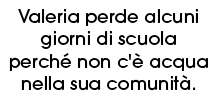 Valeria perde alcuni
giorni di scuola
perché non c'è acqua
nella sua comunità.